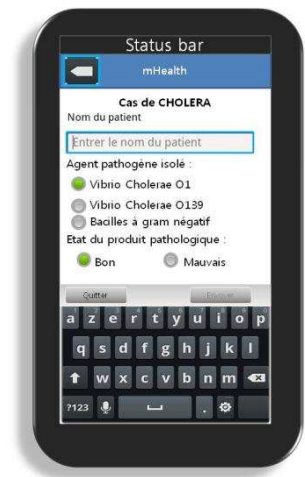 Status bar
mHealth
Cas de CHOLERA
Nom du patient
Entrer le nom du patient
Agent pathogène isolé :
Vibrio Cholerae O1
Vibrio Cholerae O139
Bacilles à gram négatif
Etat du produit pathologique :
Bon Mauvais
Quitter Envoyer
a z e r t y u i o p
q s d f g h j k l
w x c v b n m
?123 .